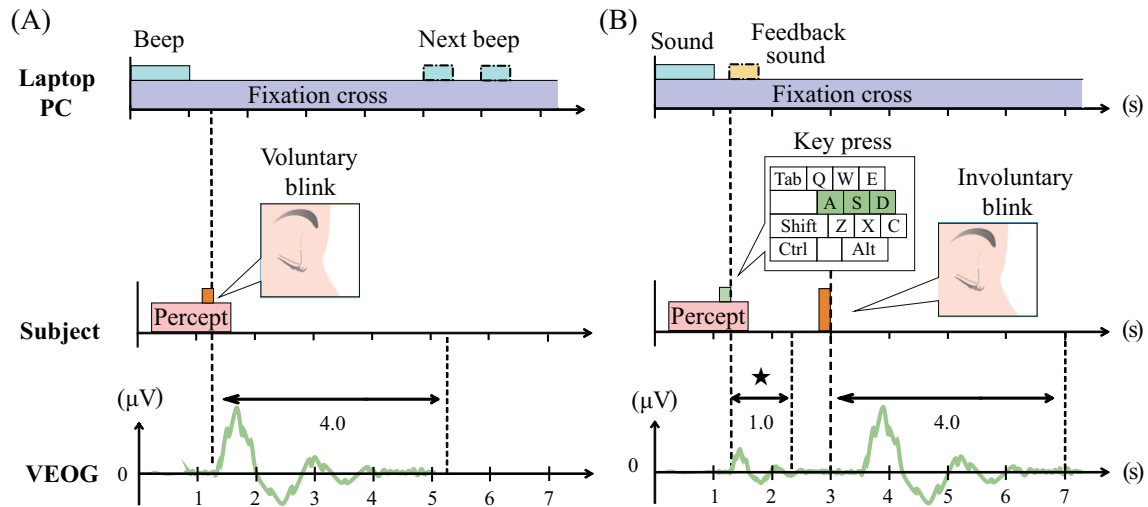 (A)
Beep
Next beep
Laptop
PC
Fixation cross
Voluntary
blink
Percept
Subject
(μV)
4.0
0
VEOG
1 2 3 4 5 6 7
(B)
Sound
Feedback
sound
Fixation cross
(s)
Key press
Tab Q W E
A S D
Shift Z X C
Ctrl Alt
Involuntary
blink
Percept
(s)
(μV)
★
1.0
4.0
0
(s)
1 2 3 4 5 6 7